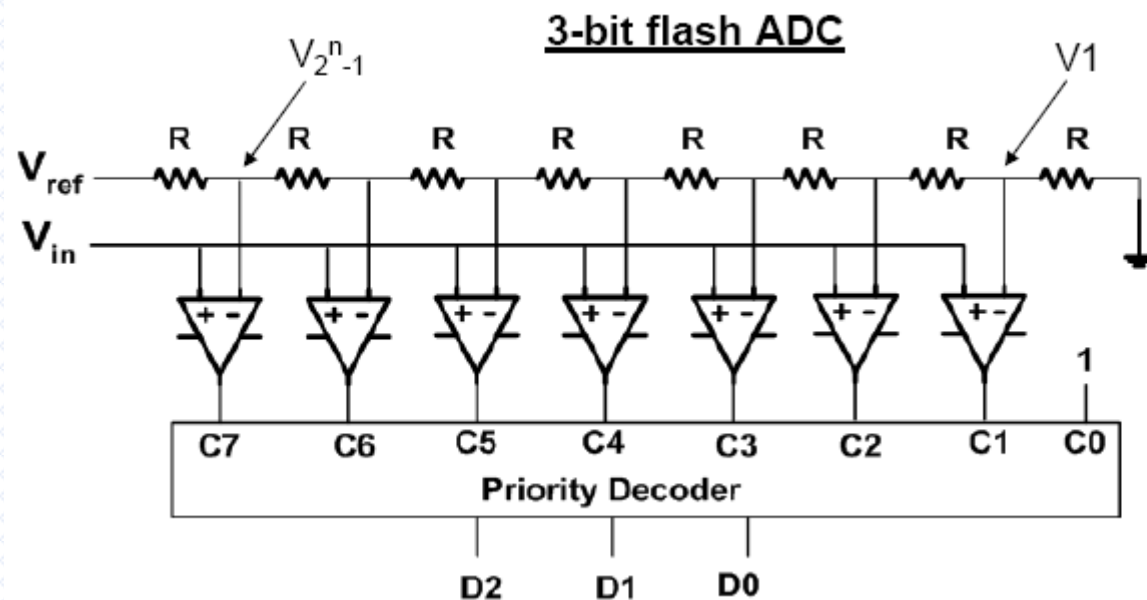 3-bit flash ADC
V₂ⁿ₋₁ V1
R R R R R R R R
Vref
Vin
+ - + - + - + - + - + - + -
1
C7 C6 C5 C4 C3 C2 C1 C0
Priority Decoder
D2 D1 D0